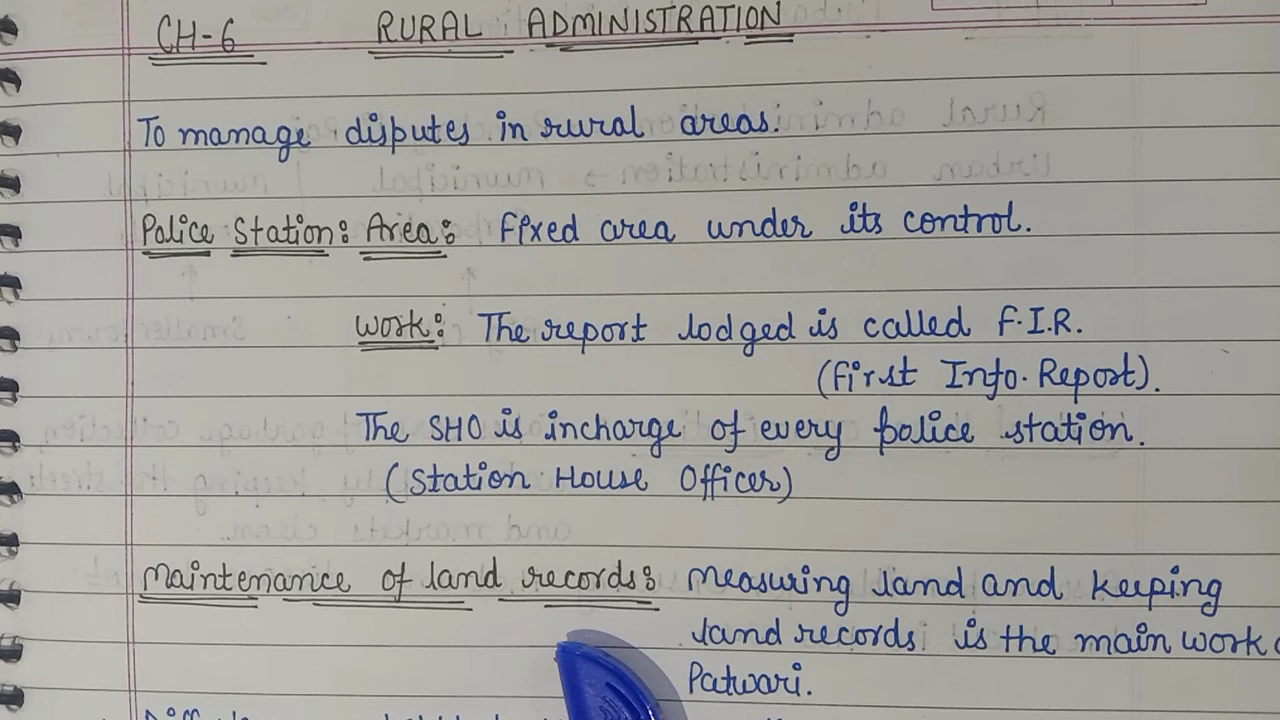 CH-6 RURAL ADMINISTRATION
To manage disputes in rural areas.
Police Station: Area: Fixed area under its control.
Work: The report lodged is called F.I.R.
(First Info. Report).
The SHO is incharge of every police station.
(Station House Officer)
Maintenance of land records: Measuring land and keeping
land records is the main work
Patwari.